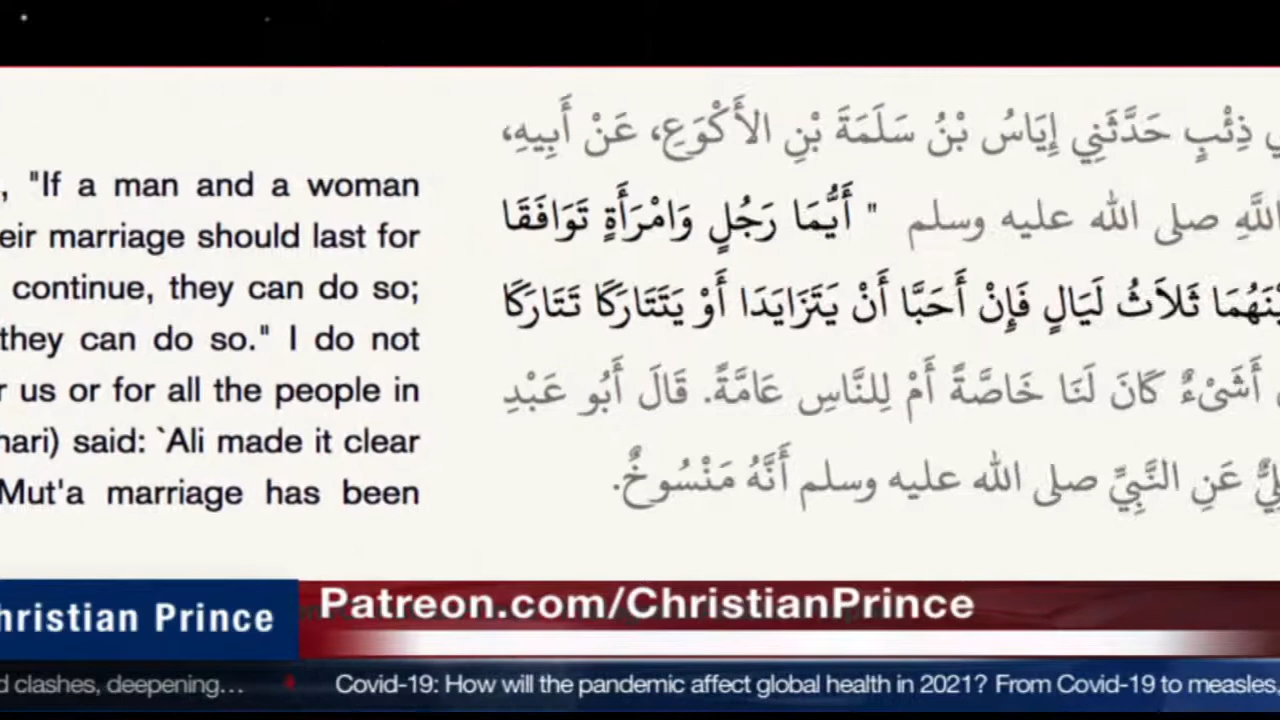 ذِئْبٍ حَدَّثَنِي إِيَاسُ بْنُ سَلَمَةَ بْنِ الأَكْوَعِ، عَنْ أَبِيهِ،
, "If a man and a woman
صلى الله عليه وسلم " أَيُّمَا رَجُلٍ وَامْرَأَةٍ تَوَافَقَا
eir marriage should last for
continue, they can do so;
ثَلاَثُ لَيَالٍ فَإِنْ أَحَبَّا أَنْ يَتَزَايَدَا أَوْ يَتَتَارَكَا تَتَارَكَا
they can do so." I do not
r us or for all the people in
أَشَىْءٌ كَانَ لَنَا خَاصَّةً أَمْ لِلنَّاسِ عَامَّةً. قَالَ أَبُو عَبْدِ
hari) said: `Ali made it clear
Mut'a marriage has been
عَنِ النَّبِيِّ صلى الله عليه وسلم أَنَّهُ مَنْسُوخٌ.
hristian Prince
Patreon.com/ChristianPrince
d clashes, deepening...
Covid-19: How will the pandemic affect global health in 2021? From Covid-19 to measles.